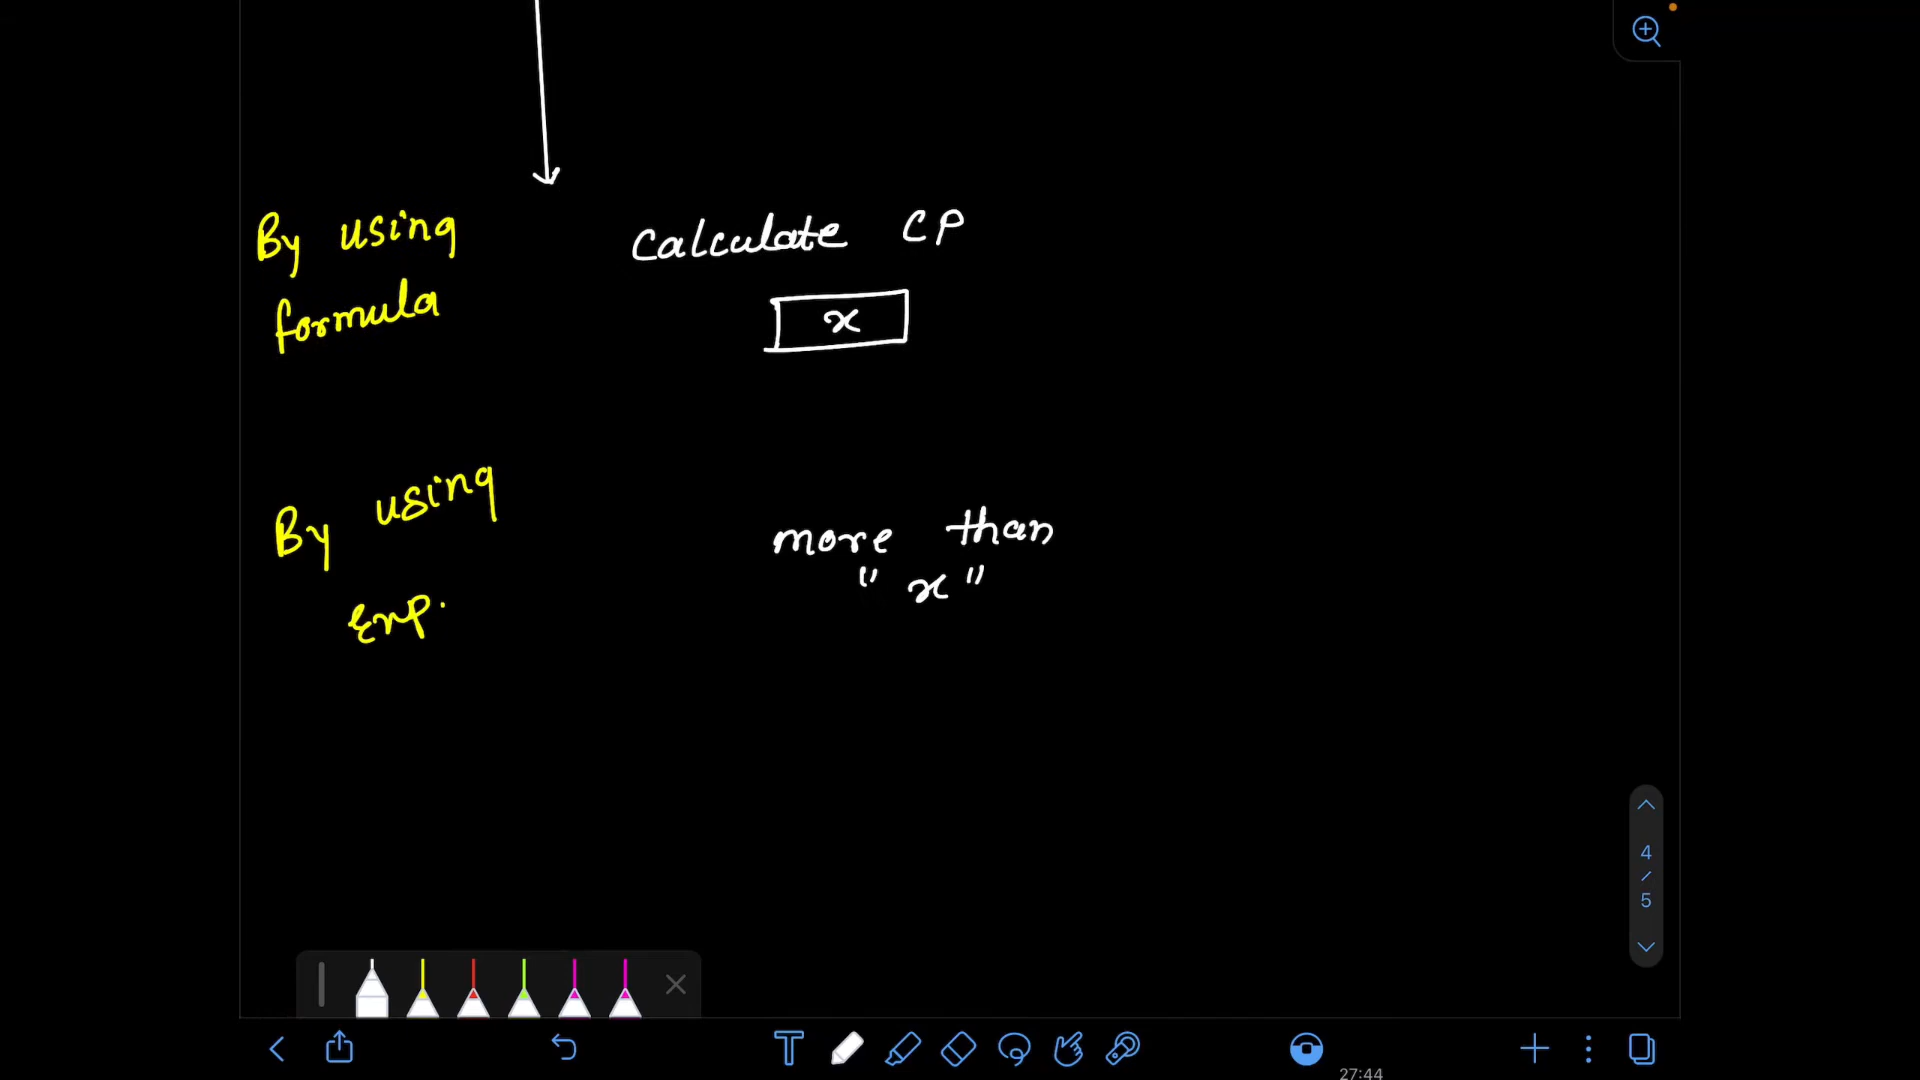 By using
formula
Calculate CP
x
By using
Exp.
more than
"x"
4
/
5
27:44